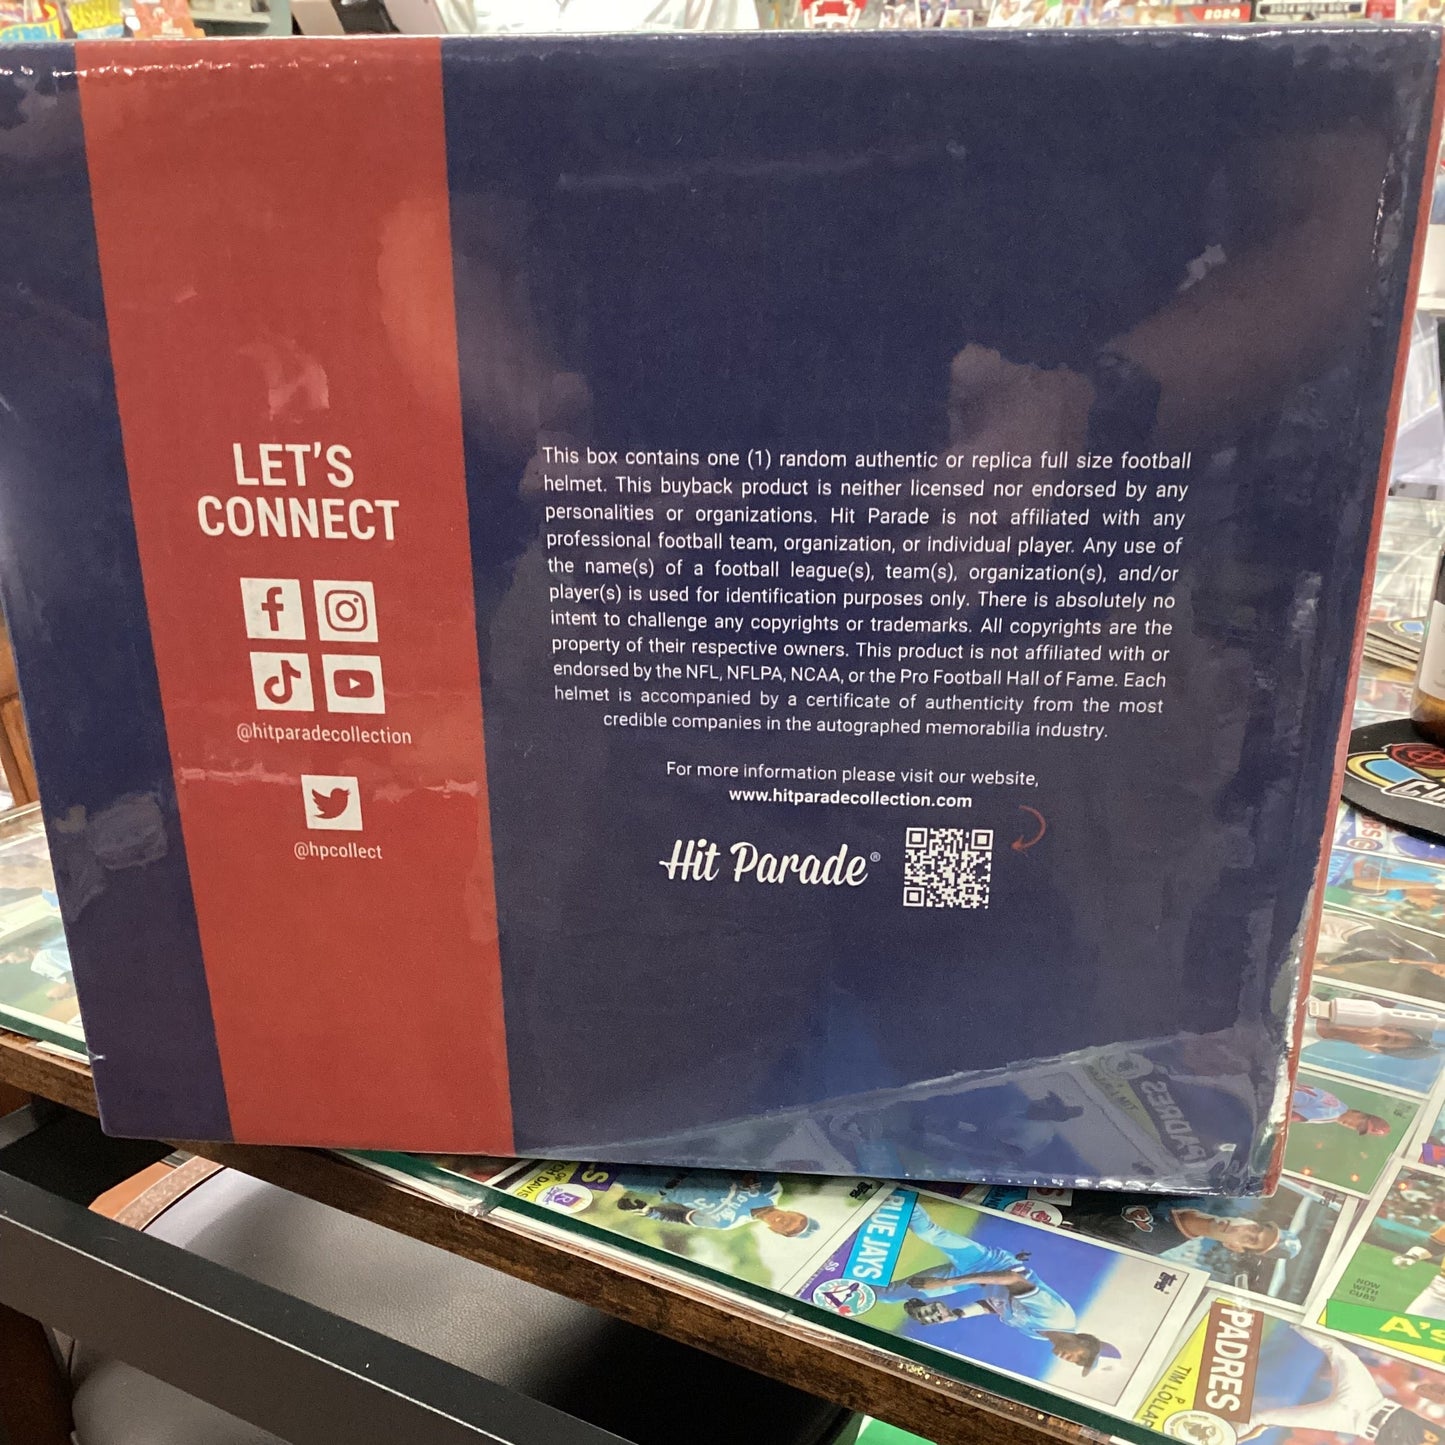 2024
LET'S
CONNECT
@hitparadecollection
@hpcollect
This box contains one (1) random authentic or replica full size football
helmet. This buyback product is neither licensed nor endorsed by any
personalities or organizations. Hit Parade is not affiliated with any
professional football team, organization, or individual player. Any use of
the name(s) of a football league(s), team(s), organization(s), and/or
player(s) is used for identification purposes only. There is absolutely no
intent to challenge any copyrights or trademarks. All copyrights are the
property of their respective owners. This product is not affiliated with or
endorsed by the NFL, NFLPA, NCAA, or the Pro Football Hall of Fame. Each
helmet is accompanied by a certificate of authenticity from the most
credible companies in the autographed memorabilia industry.
For more information please visit our website,
www.hitparadecollection.com
Hit Parade®
BLUE JAYS
SS
topps
PADRES
P
NOW
WITH
CUBS
A's